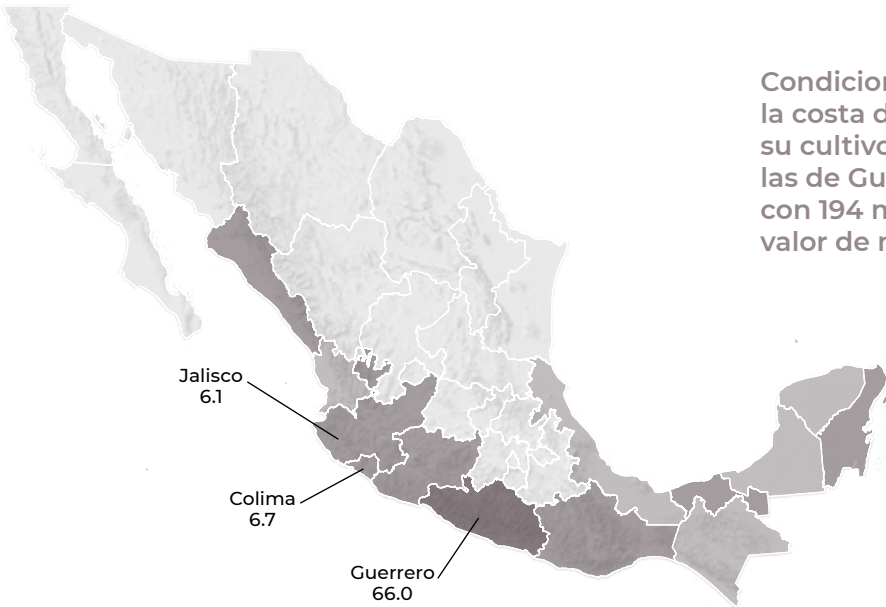 Condicion
la costa d
su cultivo
las de Gu
con 194 m
valor de r
Jalisco
6.1
Colima
6.7
Guerrero
66.0